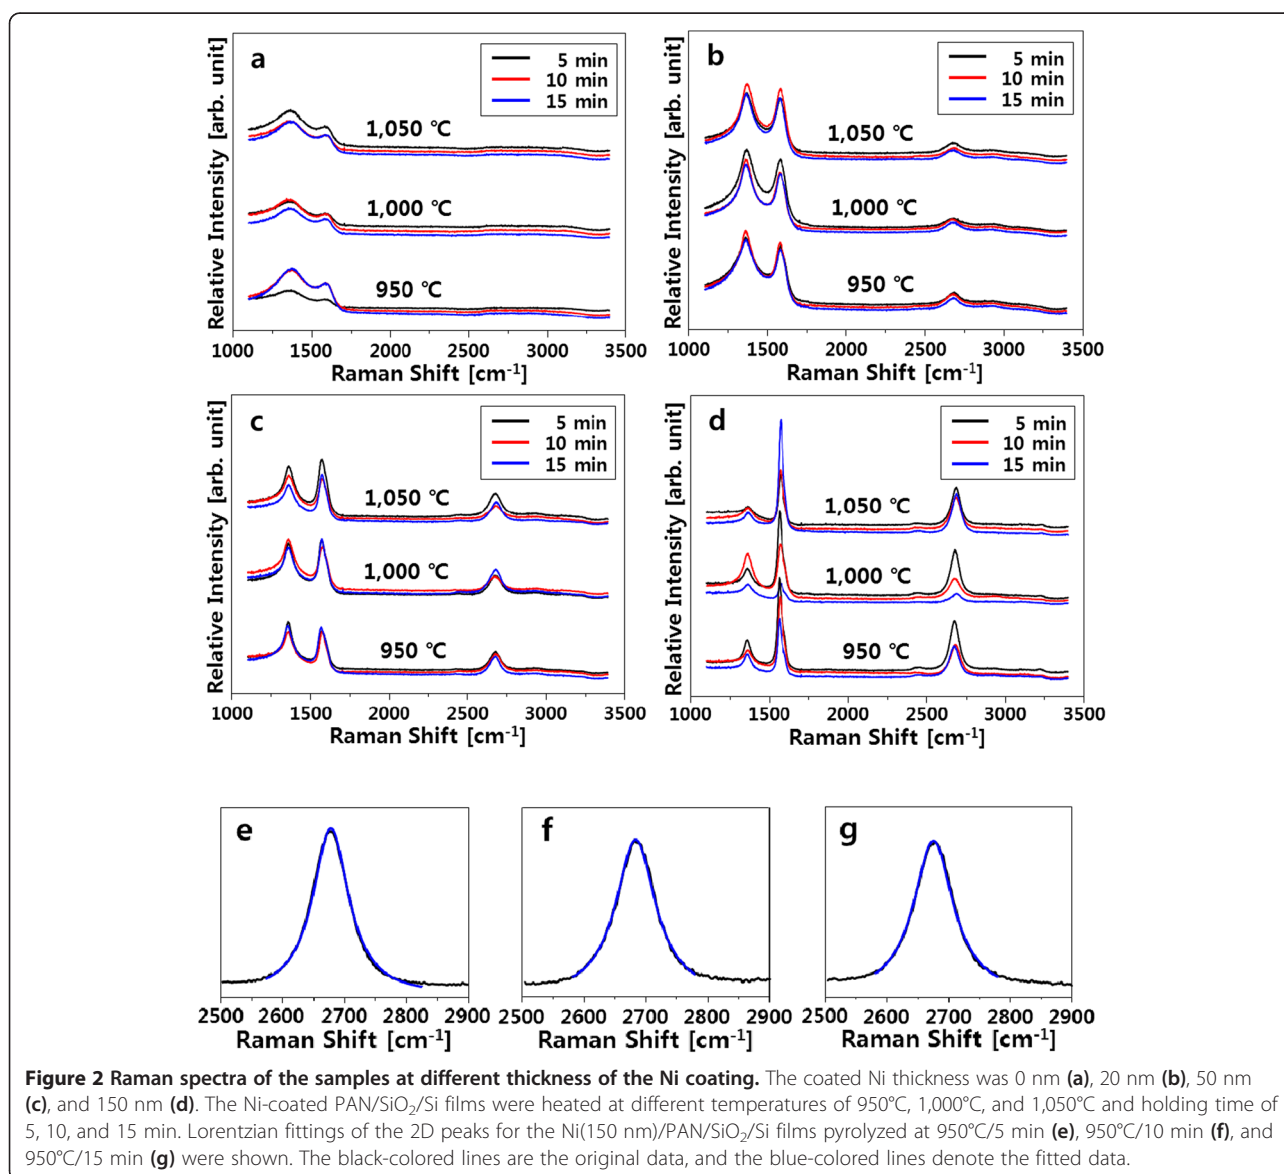 a
5 min
10 min
15 min
1,050 ℃
1,000 ℃
950 ℃
Relative Intensity [arb. unit]
1000 1500 2000 2500 3000 3500
Raman Shift [cm-1]
b
5 min
10 min
15 min
1,050 ℃
1,000 ℃
950 ℃
Relative Intensity [arb. unit]
1000 1500 2000 2500 3000 3500
Raman Shift [cm-1]
c
5 min
10 min
15 min
1,050 ℃
1,000 ℃
950 ℃
Relative Intensity [arb. unit]
1000 1500 2000 2500 3000 3500
Raman Shift [cm-1]
d
5 min
10 min
15 min
1,050 ℃
1,000 ℃
950 ℃
Relative Intensity [arb. unit]
1000 1500 2000 2500 3000 3500
Raman Shift [cm-1]
e
2500 2600 2700 2800 2900
Raman Shift [cm-1]
f
2500 2600 2700 2800 2900
Raman Shift [cm-1]
g
2500 2600 2700 2800 2900
Raman Shift [cm-1]
Figure 2 Raman spectra of the samples at different thickness of the Ni coating. The coated Ni thickness was 0 nm (a), 20 nm (b), 50 nm
(c), and 150 nm (d). The Ni-coated PAN/SiO2/Si films were heated at different temperatures of 950°C, 1,000°C, and 1,050°C and holding time of
5, 10, and 15 min. Lorentzian fittings of the 2D peaks for the Ni(150 nm)/PAN/SiO2/Si films pyrolyzed at 950°C/5 min (e), 950°C/10 min (f), and
950°C/15 min (g) were shown. The black-colored lines are the original data, and the blue-colored lines denote the fitted data.